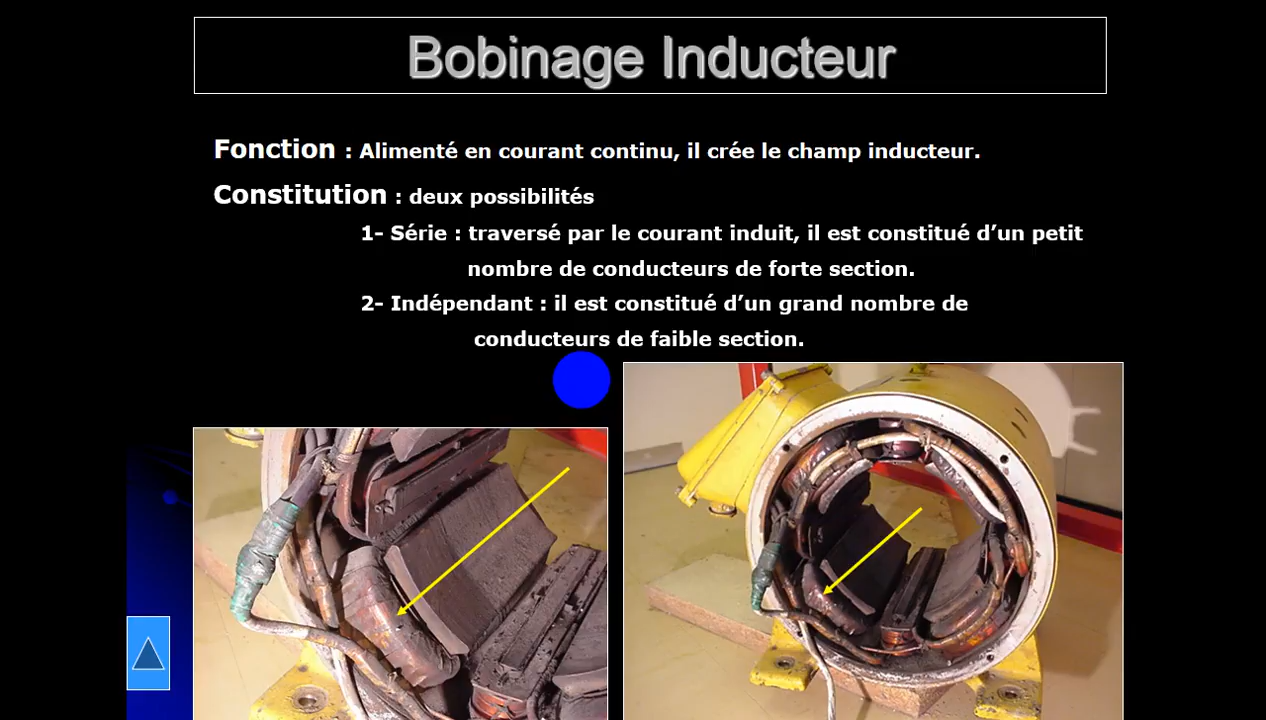 Bobinage Inducteur
Fonction : Alimenté en courant continu, il crée le champ inducteur.
Constitution : deux possibilités
1- Série : traversé par le courant induit, il est constitué d’un petit
nombre de conducteurs de forte section.
2- Indépendant : il est constitué d’un grand nombre de
conducteurs de faible section.